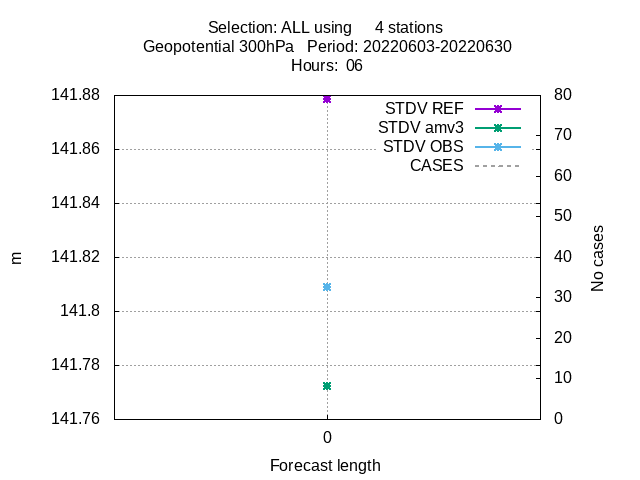 Selection: ALL using     4 stations
Geopotential 300hPa   Period: 20220603-20220630
Hours:  06
141.88
141.86
141.84
141.82
141.8
141.78
141.76
m
80
70
60
50
40
30
20
10
0
No cases
STDV REF
STDV amv3
STDV OBS
CASES
0
Forecast length